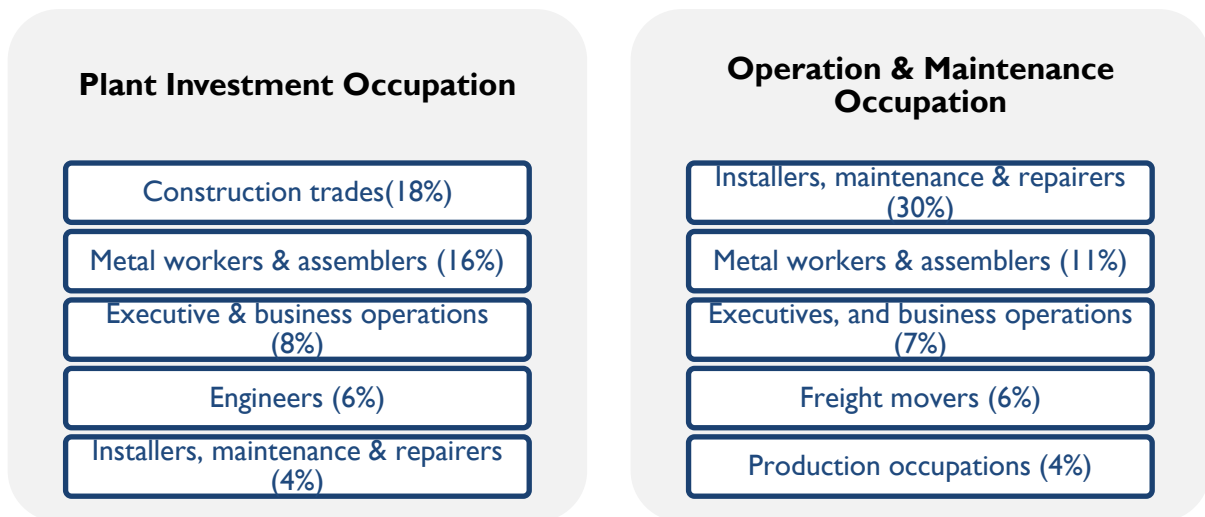 Plant Investment Occupation
Construction trades(18%)
Metal workers & assemblers (16%)
Executive & business operations
(8%)
Engineers (6%)
Installers, maintenance & repairers
(4%)
Operation & Maintenance
Occupation
Installers, maintenance & repairers
(30%)
Metal workers & assemblers (11%)
Executives, and business operations
(7%)
Freight movers (6%)
Production occupations (4%)